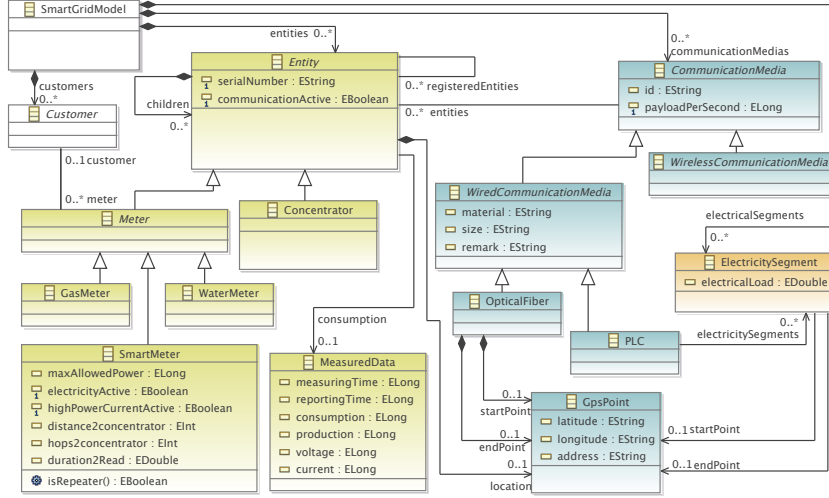 SmartGridModel
entities 0..*
0..*
communicationMedias
customers
0..*
Entity
serialNumber : EString
communicationActive : EBoolean
children
0..*
0..* registeredEntities
0..* entities
CommunicationMedia
id : EString
payloadPerSecond : ELong
Customer
0..1 customer
0..* meter
WiredCommunicationMedia
material : EString
size : EString
remark : EString
WirelessCommunicationMedia
Meter
Concentrator
electricalSegments
0..*
ElectricitySegment
electricalLoad : EDouble
GasMeter
WaterMeter
OpticalFiber
consumption
0..1
PLC
0..*
electricitySegments
SmartMeter
maxAllowedPower : ELong
electricityActive : EBoolean
highPowerCurrentActive : EBoolean
distance2concentrator : EInt
hops2concentrator : EInt
duration2Read : EDouble
isRepeater() : EBoolean
MeasuredData
measuringTime : ELong
reportingTime : ELong
consumption : ELong
production : ELong
voltage : ELong
current : ELong
0..1
startPoint
0..1
endPoint
0..1
location
GpsPoint
latitude : EString
longitude : EString
address : EString
0..1 startPoint
0..1 endPoint